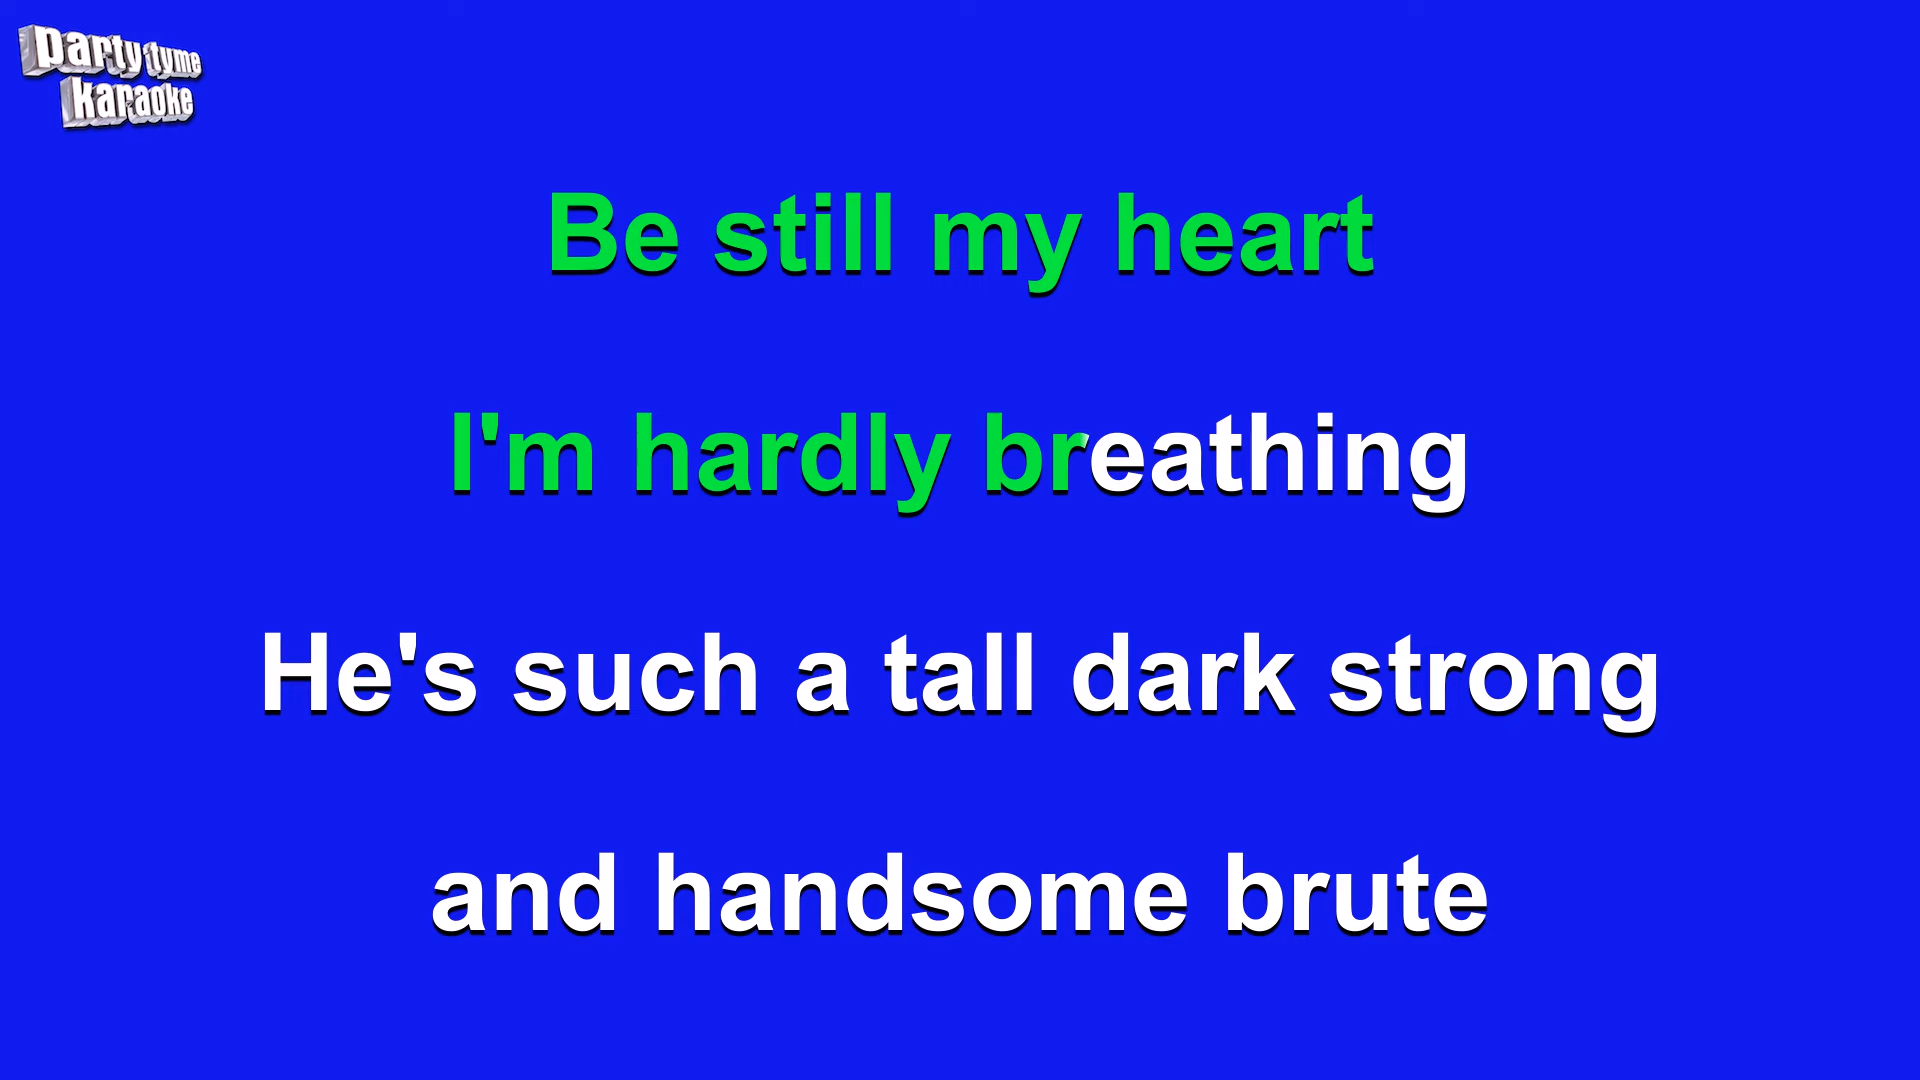 party tyme
karaoke
Be still my heart
I'm hardly breathing
He's such a tall dark strong
and handsome brute